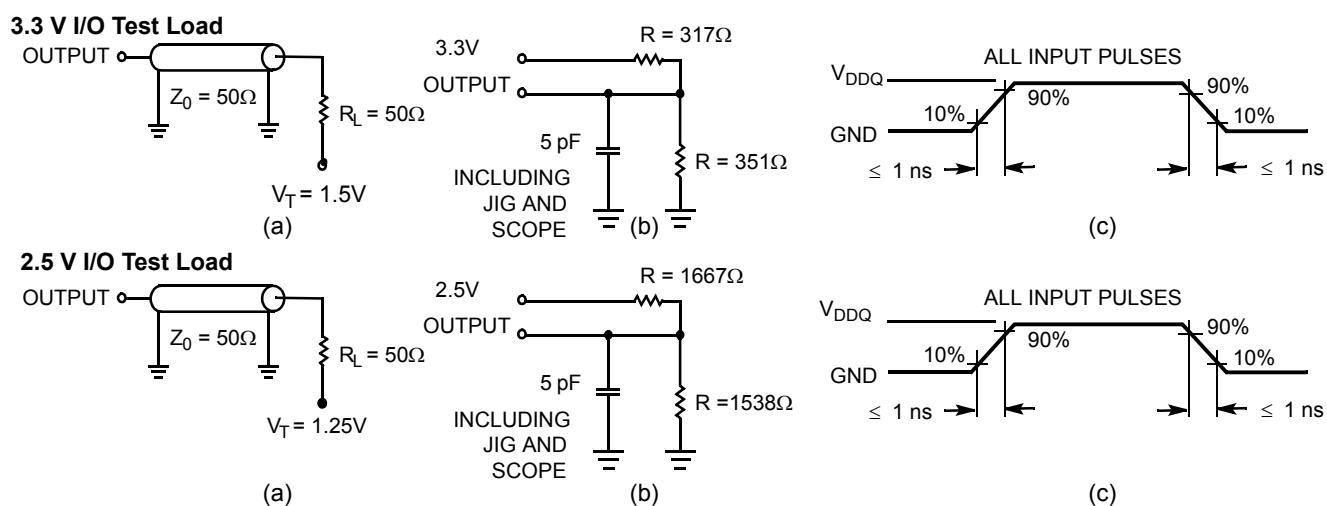 3.3 V I/O Test Load
OUTPUT
Z0 = 50Ω
RL = 50Ω
VT = 1.5V
(a)
R = 317Ω
3.3V
OUTPUT
5 pF
INCLUDING
JIG AND
SCOPE
R = 351Ω
(b)
ALL INPUT PULSES
VDDQ
GND
10%
90%
90%
10%
≤ 1 ns
≤ 1 ns
(c)
2.5 V I/O Test Load
OUTPUT
Z0 = 50Ω
RL = 50Ω
VT = 1.25V
(a)
R = 1667Ω
2.5V
OUTPUT
5 pF
INCLUDING
JIG AND
SCOPE
R =1538Ω
(b)
ALL INPUT PULSES
VDDQ
GND
10%
90%
90%
10%
≤ 1 ns
≤ 1 ns
(c)